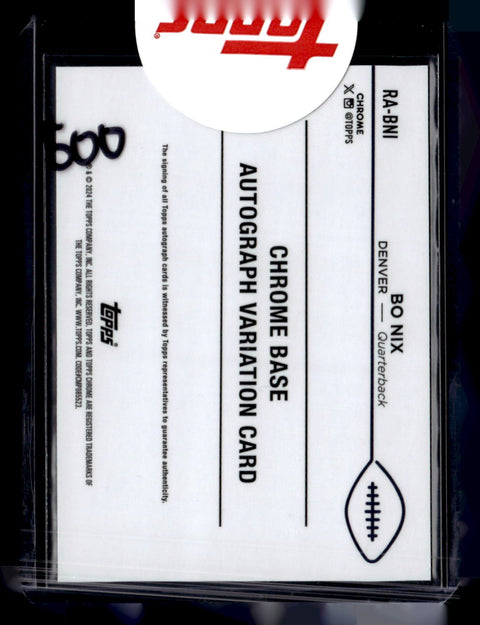 Topps
RA-BNI
CHROME
@TOPPS
BO NIX
DENVER — Quarterback
CHROME BASE
AUTOGRAPH VARIATION CARD
The signing of all Topps autograph cards is witnessed by Topps representatives to guarantee authenticity.
Topps
& © 2024 THE TOPPS COMPANY, INC. ALL RIGHTS RESERVED. TOPPS AND TOPPS CHROME ARE REGISTERED TRADEMARKS OF
THE TOPPS COMPANY, INC. WWW.TOPPS.COM. CODE#CMP085523.